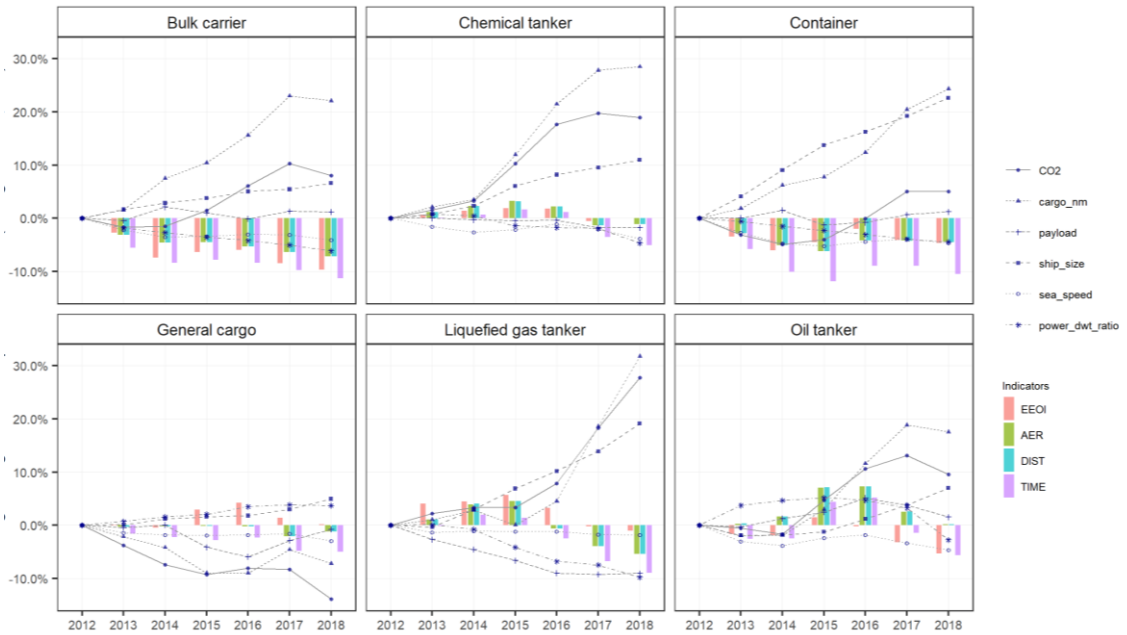 Bulk carrier
Chemical tanker
Container
30.0%
20.0%
10.0%
0.0%
-10.0%
General cargo
Liquefied gas tanker
Oil tanker
30.0%
20.0%
10.0%
0.0%
-10.0%
2012 2013 2014 2015 2016 2017 2018
2012 2013 2014 2015 2016 2017 2018
2012 2013 2014 2015 2016 2017 2018
CO2
cargo_nm
payload
ship_size
sea_speed
power_dwt_ratio
Indicators
EEOI
AER
DIST
TIME